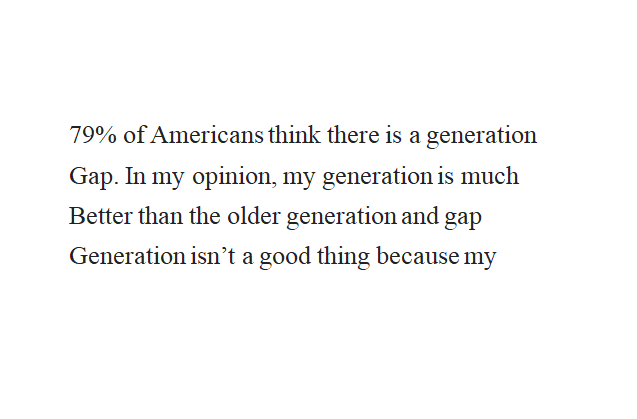 79% of Americans think there is a generation
Gap. In my opinion, my generation is much
Better than the older generation and gap
Generation isn’t a good thing because my